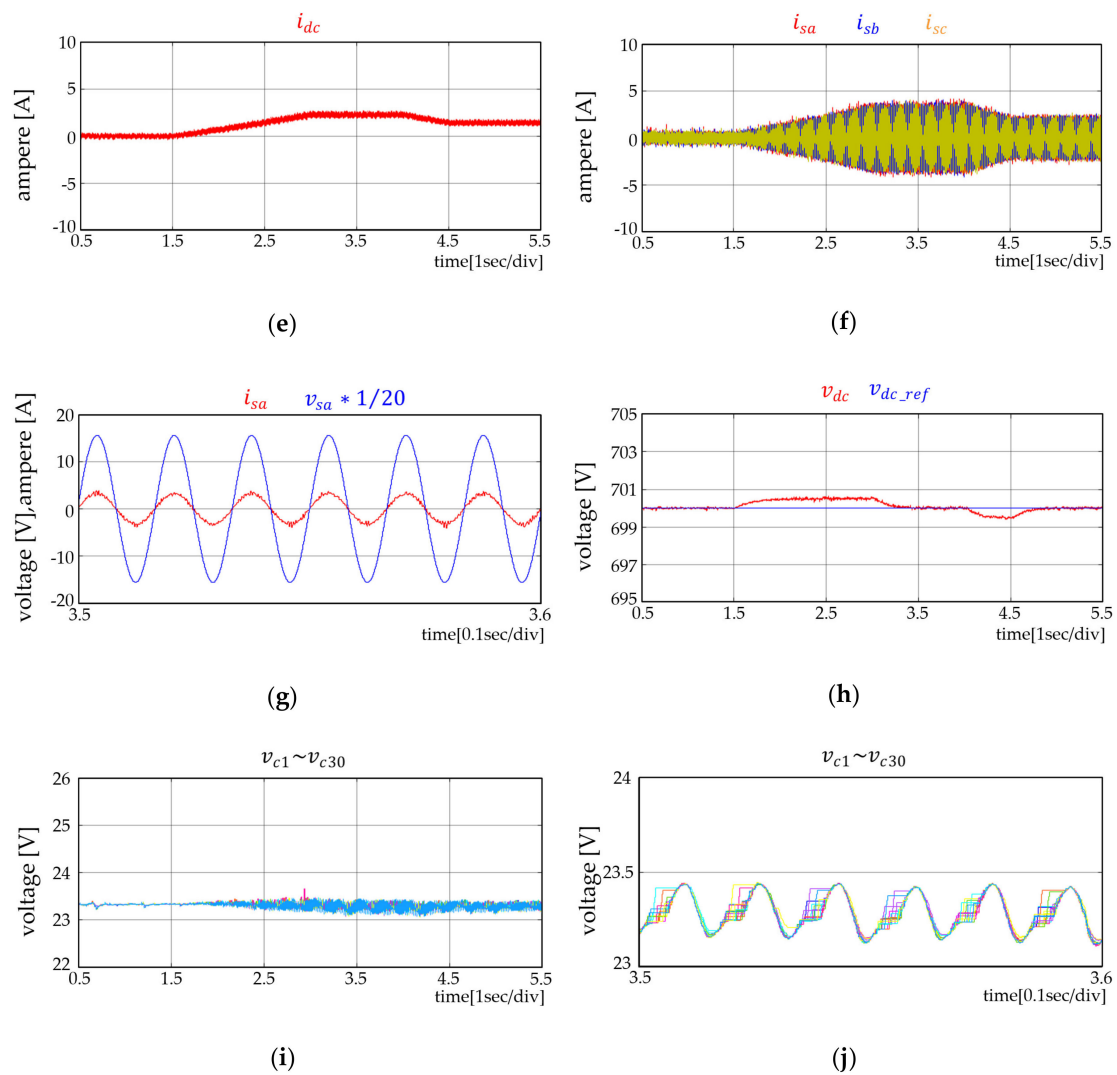 i_dc
ampere [A]
10
5
0
-5
-10
0.5 1.5 2.5 3.5 4.5 5.5
time[1sec/div]
(e)
i_sa i_sb i_sc
ampere [A]
10
5
0
-5
-10
0.5 1.5 2.5 3.5 4.5 5.5
time[1sec/div]
(f)
i_sa v_sa * 1/20
voltage [V],ampere [A]
20
10
0
-10
-20
3.5 3.6
time[0.1sec/div]
(g)
v_dc v_dc_ref
voltage [V]
705
703
701
699
697
695
0.5 1.5 2.5 3.5 4.5 5.5
time[1sec/div]
(h)
v_c1~v_c30
voltage [V]
26
25
24
23
22
0.5 1.5 2.5 3.5 4.5 5.5
time[1sec/div]
(i)
v_c1~v_c30
voltage [V]
24
23.5
23
3.5 3.6
time[0.1sec/div]
(j)